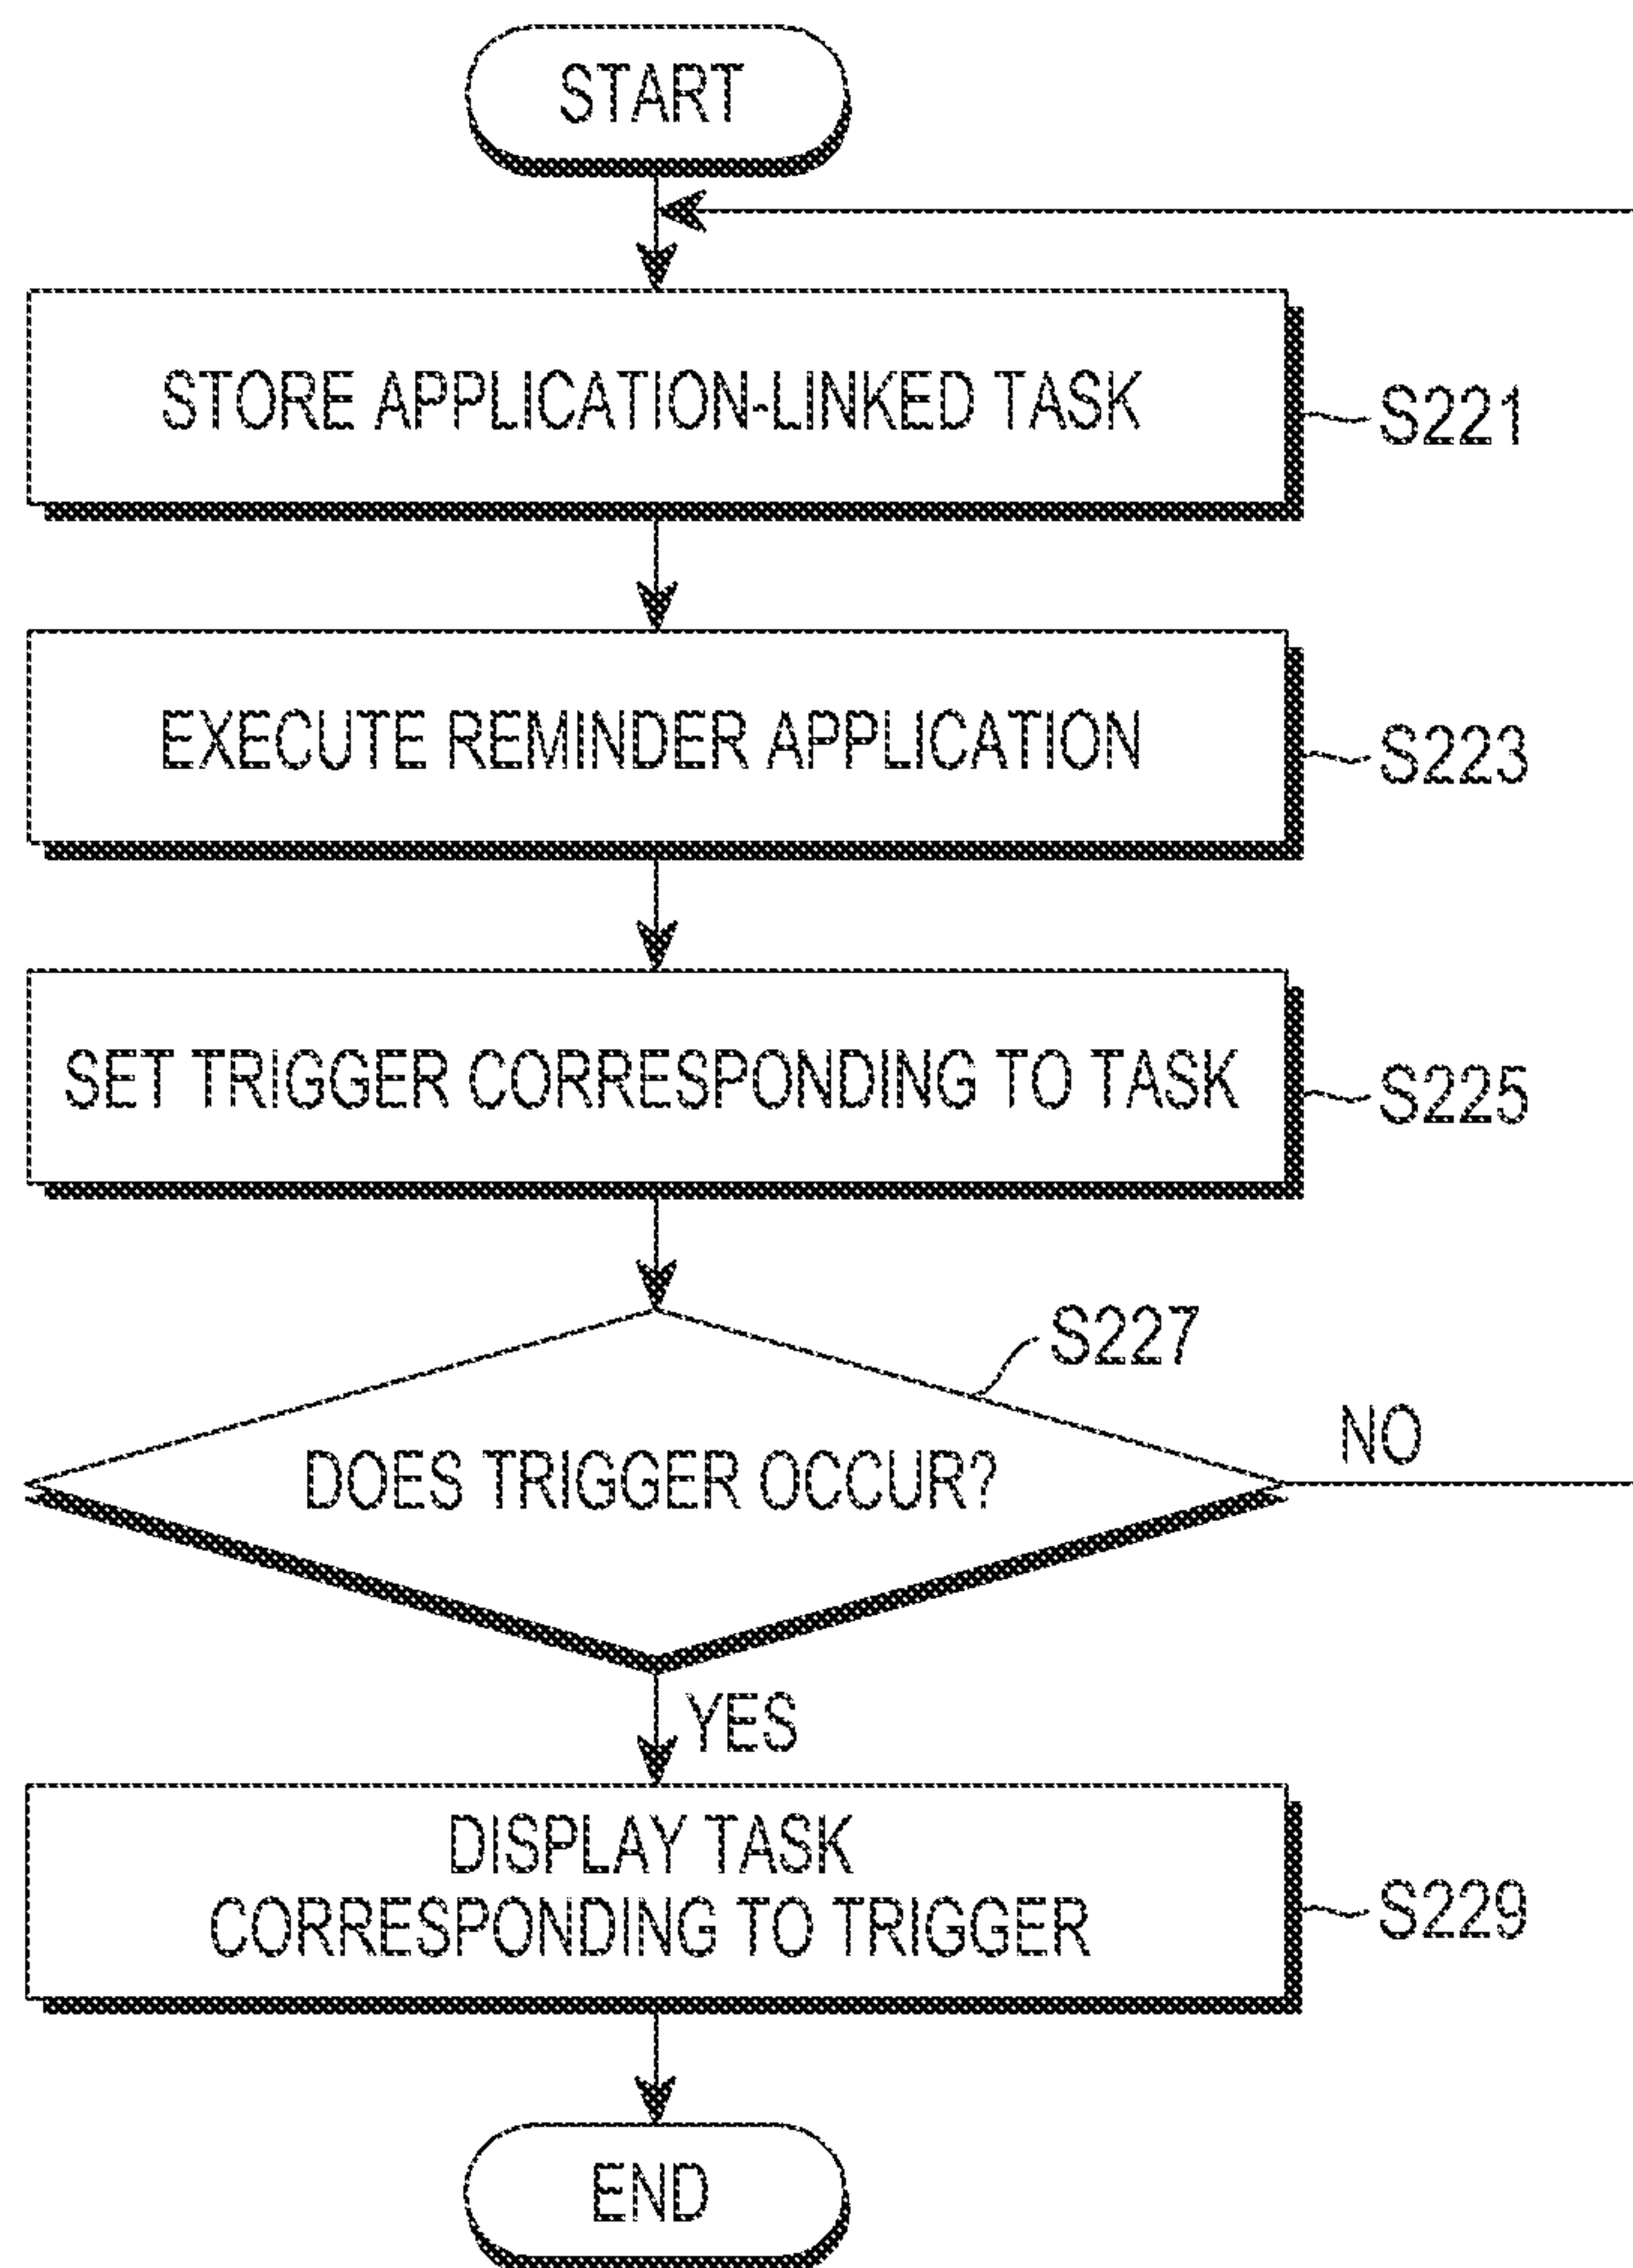 START
STORE APPLICATION-LINKED TASK
S221
EXECUTE REMINDER APPLICATION
S223
SET TRIGGER CORRESPONDING TO TASK
S225
S227
DOES TRIGGER OCCUR?
NO
YES
DISPLAY TASK
CORRESPONDING TO TRIGGER
S229
END